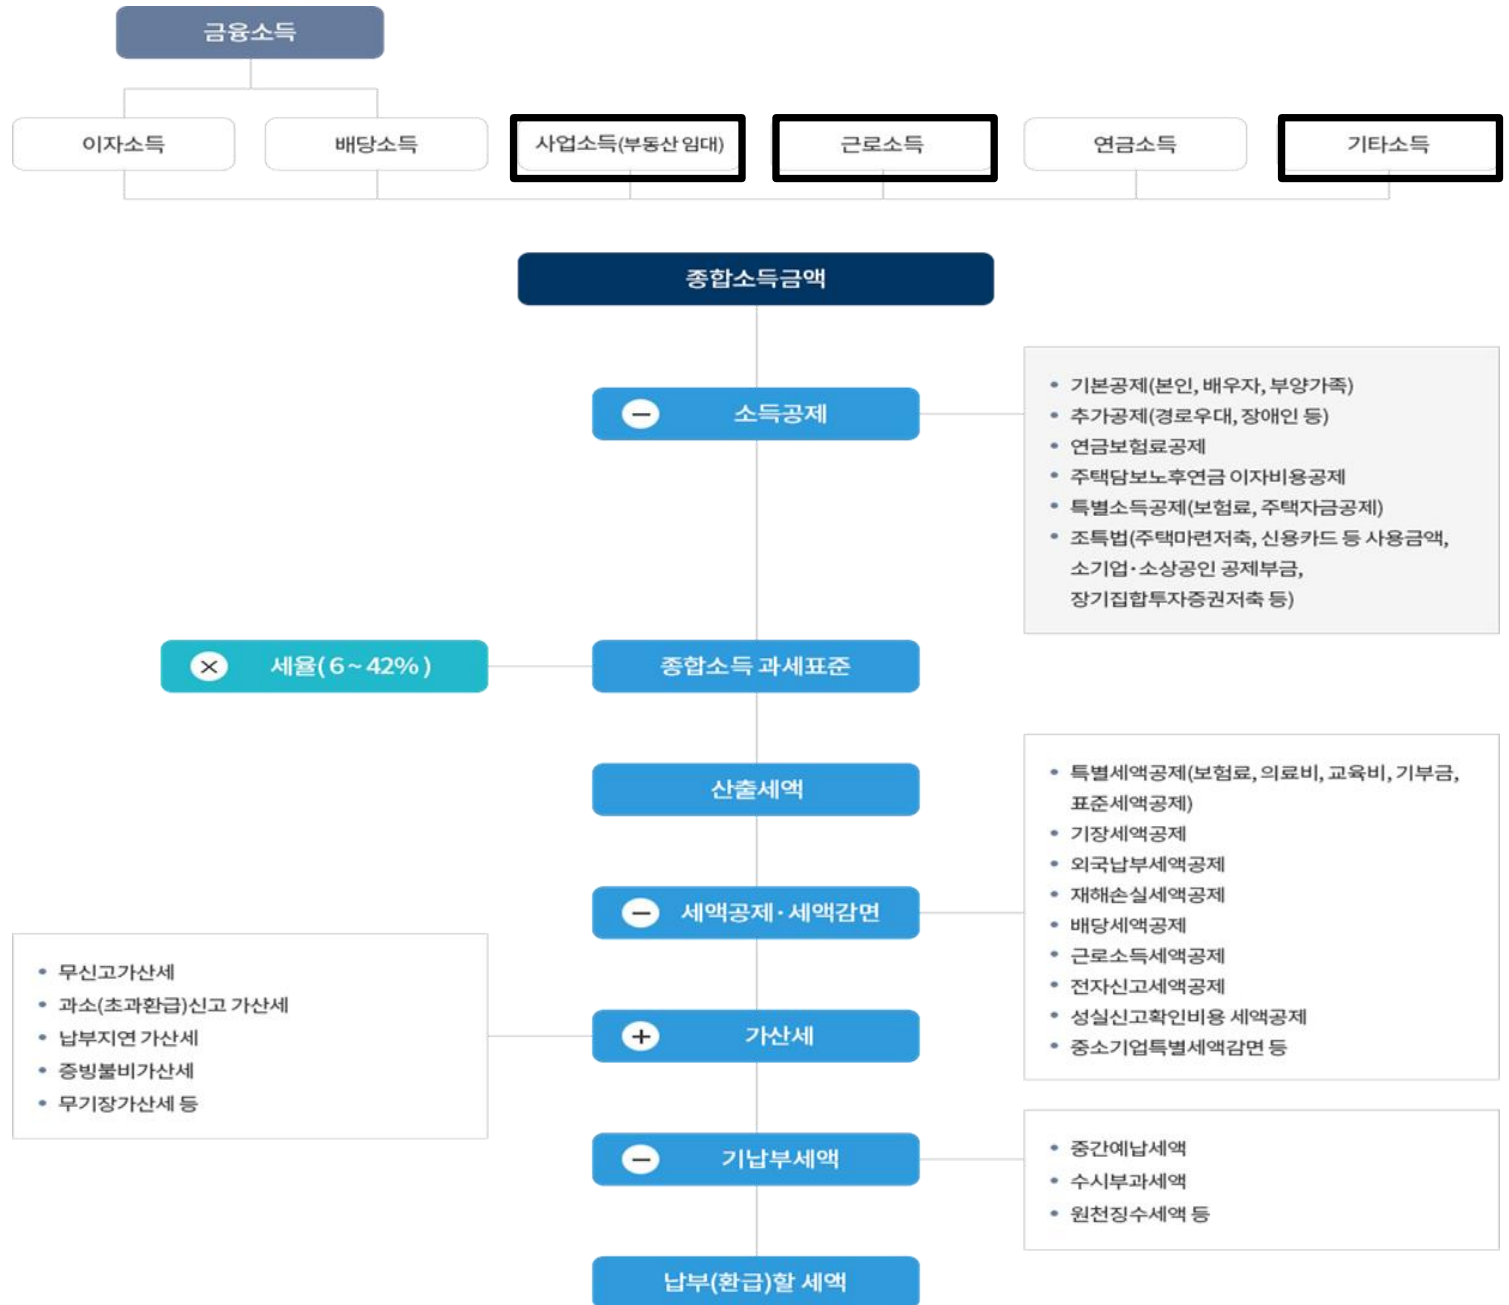 금융소득
이자소득
배당소득
사업소득(부동산 임대)
근로소득
연금소득
기타소득
종합소득금액
− 소득공제
• 기본공제(본인, 배우자, 부양가족)
• 추가공제(경로우대, 장애인 등)
• 연금보험료공제
• 주택담보노후연금 이자비용공제
• 특별소득공제(보험료, 주택자금공제)
• 조특법(주택마련저축, 신용카드 등 사용금액,
소기업·소상공인 공제부금,
장기집합투자증권저축 등)
× 세율( 6 ~ 42% )
종합소득 과세표준
산출세액
− 세액공제·세액감면
• 특별세액공제(보험료, 의료비, 교육비, 기부금,
표준세액공제)
• 기장세액공제
• 외국납부세액공제
• 재해손실세액공제
• 배당세액공제
• 근로소득세액공제
• 전자신고세액공제
• 성실신고확인비용 세액공제
• 중소기업특별세액감면 등
• 무신고가산세
• 과소(초과환급)신고 가산세
• 납부지연 가산세
• 증빙불비가산세
• 무기장가산세 등
+ 가산세
− 기납부세액
• 중간예납세액
• 수시부과세액
• 원천징수세액 등
납부(환급)할 세액